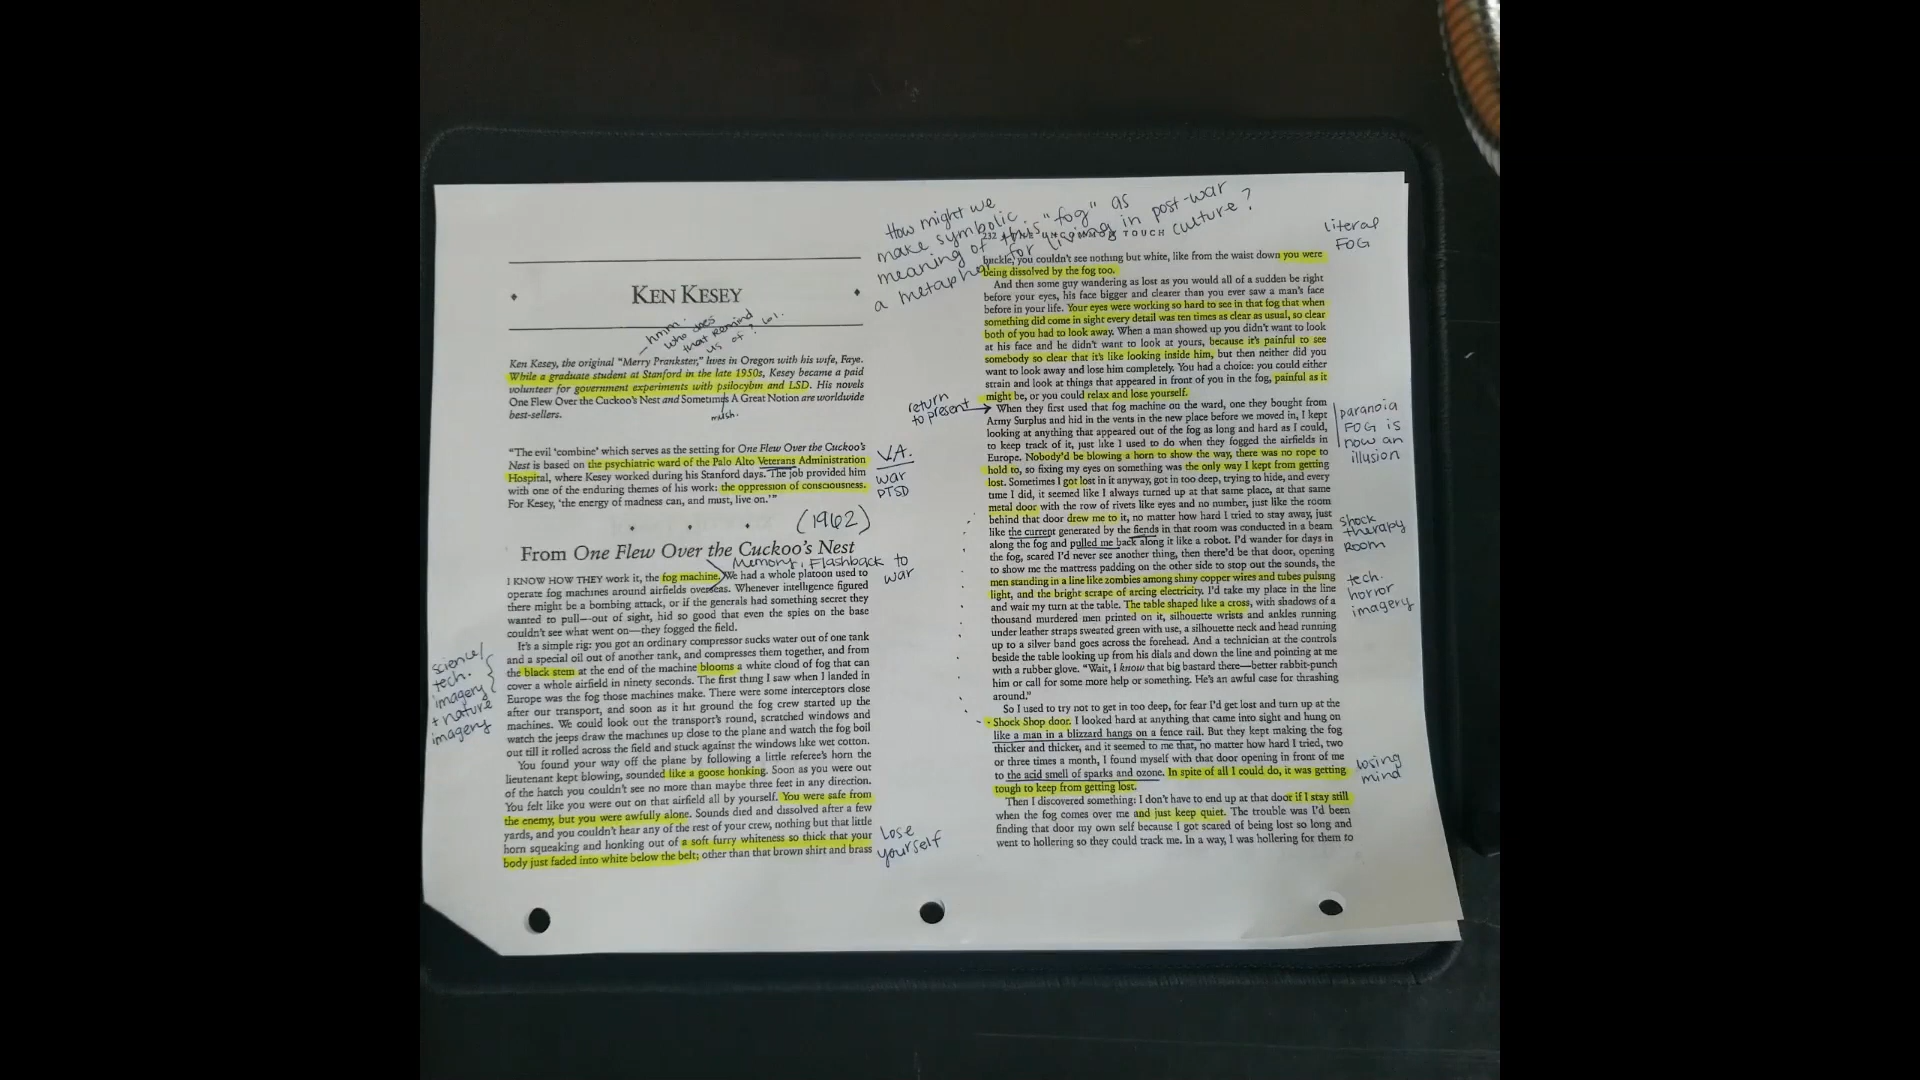 How might we
make symbolic
meaning of this "fog" as
a metaphor for living in post-war
culture?
KEN KESEY
hmm.
who does
that remind
us of? lol.
Ken Kesey, the original "Merry Prankster," lives in Oregon with his wife, Faye.
While a graduate student at Stanford in the late 1950s, Kesey became a paid
volunteer for government experiments with psilocybin and LSD. His novels
One Flew Over the Cuckoo's Nest and Sometimes A Great Notion are worldwide
best-sellers.
mush.
"The evil 'combine' which serves as the setting for One Flew Over the Cuckoo's
Nest is based on the psychiatric ward of the Palo Alto Veterans Administration
Hospital, where Kesey worked during his Stanford days. The job provided him
with one of the enduring themes of his work: the oppression of consciousness.
For Kesey, 'the energy of madness can, and must, live on.'"
V.A.
war
PTSD
(1962)
From One Flew Over the Cuckoo's Nest
Memory, Flashback to
war
I KNOW HOW THEY work it, the fog machine. We had a whole platoon used to
operate fog machines around airfields overseas. Whenever intelligence figured
there might be a bombing attack, or if the generals had something secret they
wanted to pull—out of sight, hid so good that even the spies on the base
couldn't see what went on—they fogged the field.
It's a simple rig: you got an ordinary compressor sucks water out of one tank
and a special oil out of another tank, and compresses them together, and from
the black stem at the end of the machine blooms a white cloud of fog that can
cover a whole airfield in ninety seconds. The first thing I saw when I landed in
Europe was the fog those machines make. There were some interceptors close
after our transport, and soon as it hit ground the fog crew started up the
machines. We could look out the transport's round, scratched windows and
watch the jeeps draw the machines up close to the plane and watch the fog boil
out till it rolled across the field and stuck against the windows like wet cotton.
You found your way off the plane by following a little referee's horn the
lieutenant kept blowing, sounded like a goose honking. Soon as you were out
of the hatch you couldn't see no more than maybe three feet in any direction.
You felt like you were out on that airfield all by yourself. You were safe from
the enemy, but you were awfully alone. Sounds died and dissolved after a few
yards, and you couldn't hear any of the rest of your crew, nothing but that little
horn squeaking and honking out of a soft furry whiteness so thick that your
body just faded into white below the belt; other than that brown shirt and brass
science/
tech.
imagery
+ nature
imagery
Lose
yourself
232 THE UNCOMMON TOUCH
literal
FOG
buckle, you couldn't see nothing but white, like from the waist down you were
being dissolved by the fog too.
And then some guy wandering as lost as you would all of a sudden be right
before your eyes, his face bigger and clearer than you ever saw a man's face
before in your life. Your eyes were working so hard to see in that fog that when
something did come in sight every detail was ten times as clear as usual, so clear
both of you had to look away. When a man showed up you didn't want to look
at his face and he didn't want to look at yours, because it's painful to see
somebody so clear that it's like looking inside him, but then neither did you
want to look away and lose him completely. You had a choice: you could either
strain and look at things that appeared in front of you in the fog, painful as it
might be, or you could relax and lose yourself.
return
to present
When they first used that fog machine on the ward, one they bought from
Army Surplus and hid in the vents in the new place before we moved in, I kept
looking at anything that appeared out of the fog as long and hard as I could,
to keep track of it, just like I used to do when they fogged the airfields in
Europe. Nobody'd be blowing a horn to show the way, there was no rope to
hold to, so fixing my eyes on something was the only way I kept from getting
lost. Sometimes I got lost in it anyway, got in too deep, trying to hide, and every
time I did, it seemed like I always turned up at that same place, at that same
metal door with the row of rivets like eyes and no number, just like the room
behind that door drew me to it, no matter how hard I tried to stay away, just
like the current generated by the fiends in that room was conducted in a beam
along the fog and pulled me back along it like a robot. I'd wander for days in
the fog, scared I'd never see another thing, then there'd be that door, opening
to show me the mattress padding on the other side to stop out the sounds, the
men standing in a line like zombies among shiny copper wires and tubes pulsing
light, and the bright scrape of arcing electricity. I'd take my place in the line
and wait my turn at the table. The table shaped like a cross, with shadows of a
thousand murdered men printed on it, silhouette wrists and ankles running
under leather straps sweated green with use, a silhouette neck and head running
up to a silver band goes across the forehead. And a technician at the controls
beside the table looking up from his dials and down the line and pointing at me
with a rubber glove. "Wait, I know that big bastard there—better rabbit-punch
him or call for some more help or something. He's an awful case for thrashing
around."
So I used to try not to get in too deep, for fear I'd get lost and turn up at the
Shock Shop door. I looked hard at anything that came into sight and hung on
like a man in a blizzard hangs on a fence rail. But they kept making the fog
thicker and thicker, and it seemed to me that, no matter how hard I tried, two
or three times a month, I found myself with that door opening in front of me
to the acid smell of sparks and ozone. In spite of all I could do, it was getting
tough to keep from getting lost.
Then I discovered something: I don't have to end up at that door if I stay still
when the fog comes over me and just keep quiet. The trouble was I'd been
finding that door my own self because I got scared of being lost so long and
went to hollering so they could track me. In a way, I was hollering for them to
paranoia
FOG is
now an
illusion
shock
therapy
Room
tech.
horror
imagery
losing
mind